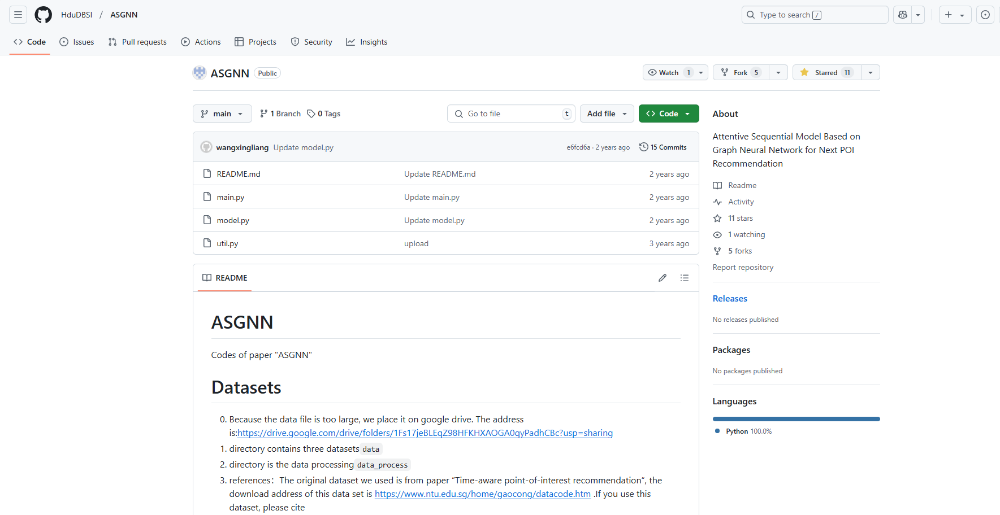 HduDBSI / ASGNN
Type to search /
Code
Issues
Pull requests
Actions
Projects
Security
Insights
ASGNN Public
Watch 1
Fork 5
Starred 11
main
1 Branch
0 Tags
Go to file t
Add file
Code
wangxingliang Update model.py e6fcd6a · 2 years ago 15 Commits
README.md Update README.md 2 years ago
main.py Update main.py 2 years ago
model.py Update model.py 2 years ago
util.py upload 3 years ago
README
ASGNN
Codes of paper "ASGNN"
Datasets
0. Because the data file is too large, we place it on google drive. The address
is:https://drive.google.com/drive/folders/1Fs17jeBLEqZ98HFKHXAOGA0qyPadhCBc?usp=sharing
1. directory contains three datasets data
2. directory is the data processing data_process
3. references：The original dataset we used is from paper “Time-aware point-of-interest recommendation“, the
download address of this data set is https://www.ntu.edu.sg/home/gaocong/datacode.htm .If you use this
dataset, please cite
About
Attentive Sequential Model Based on
Graph Neural Network for Next POI
Recommendation
Readme
Activity
11 stars
1 watching
5 forks
Report repository
Releases
No releases published
Packages
No packages published
Languages
Python 100.0%